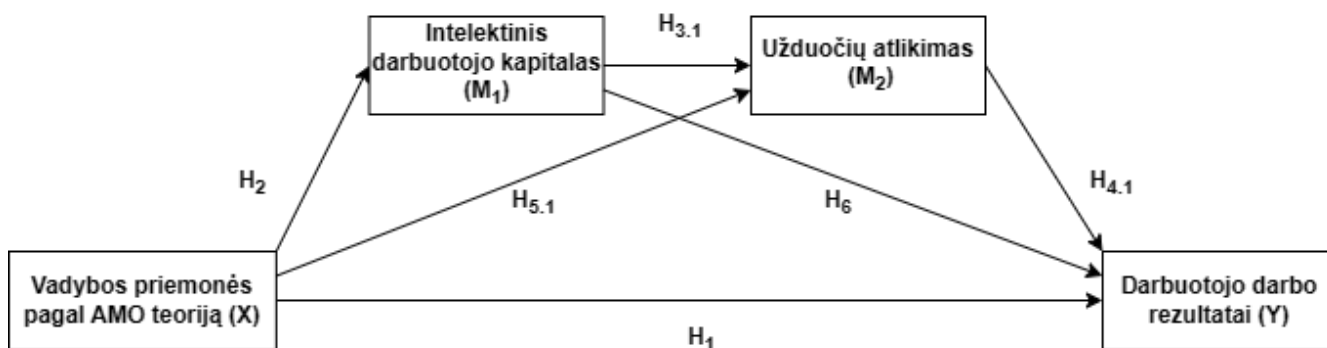 Intelektinis
darbuotojo kapitalas
(M₁)
H₃.₁
Užduočių atlikimas
(M₂)
H₂
H₅.₁
H₆
H₄.₁
Vadybos priemonės
pagal AMO teoriją (X)
H₁
Darbuotojo darbo
rezultatai (Y)